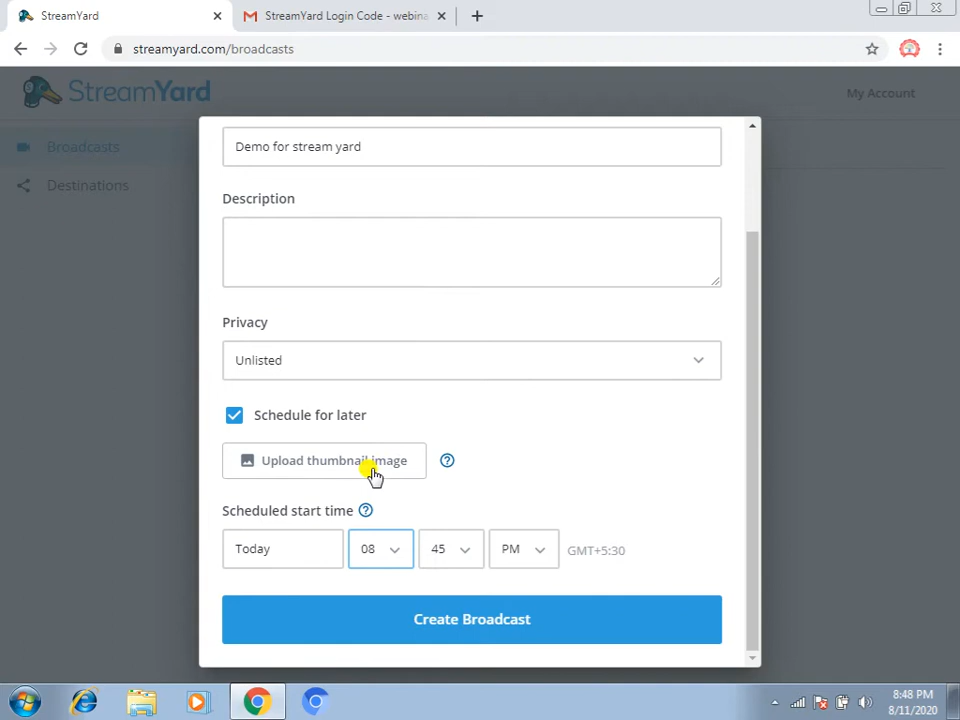 StreamYard
StreamYard Login Code - webina
streamyard.com/broadcasts
StreamYard
My Account
Broadcasts
Destinations
Demo for stream yard
Description
Privacy
Unlisted
Schedule for later
Upload thumbnail image
Scheduled start time
Today 08 45 PM GMT+5:30
Create Broadcast
8:48 PM
8/11/2020